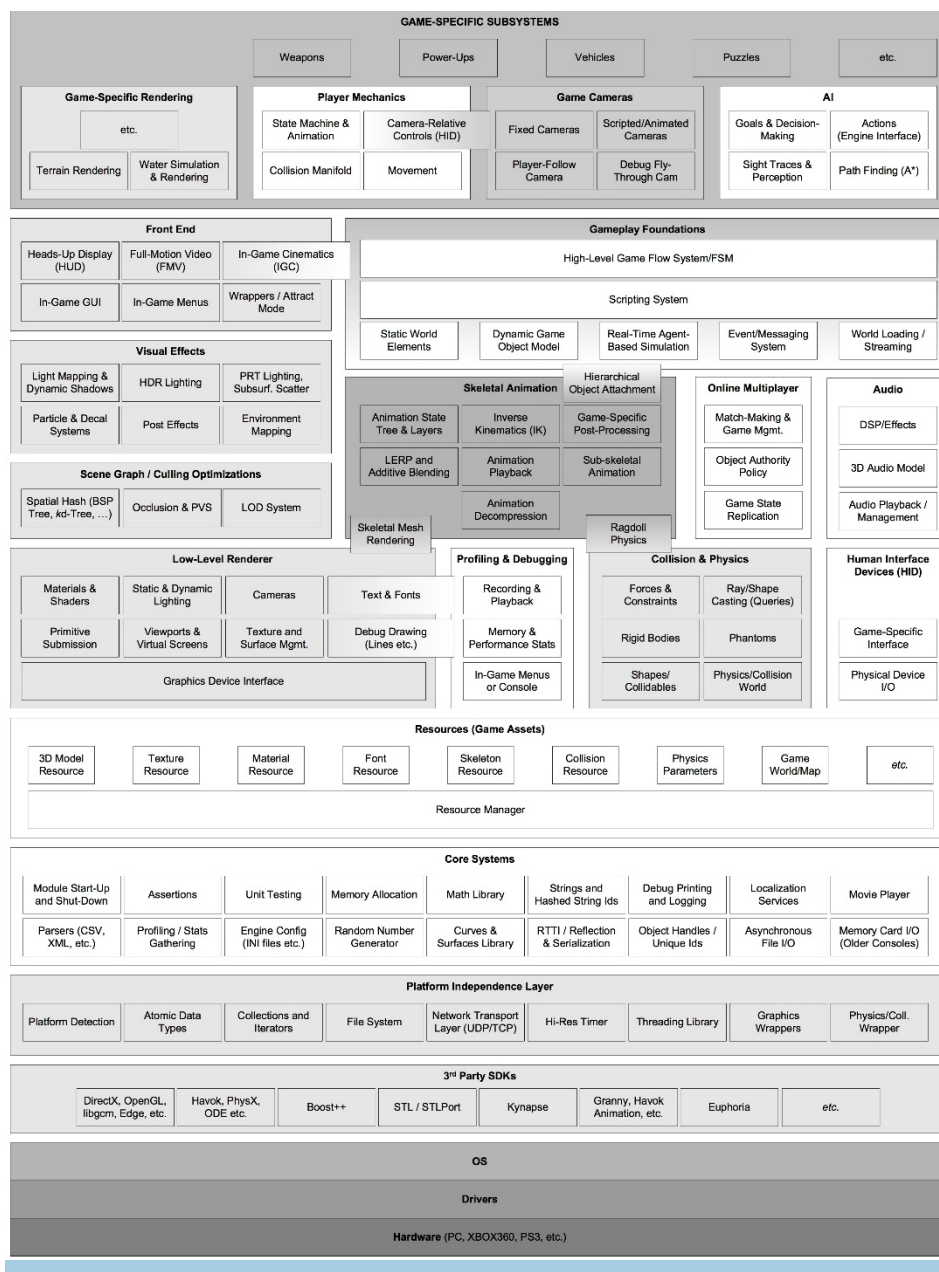 GAME-SPECIFIC SUBSYSTEMS
Weapons
Power-Ups
Vehicles
Puzzles
etc.
Game-Specific Rendering
etc.
Terrain Rendering
Water Simulation
& Rendering
Player Mechanics
State Machine &
Animation
Camera-Relative
Controls (HID)
Collision Manifold
Movement
Game Cameras
Fixed Cameras
Scripted/Animated
Cameras
Player-Follow
Camera
Debug Fly-
Through Cam
AI
Goals & Decision-
Making
Actions
(Engine Interface)
Sight Traces &
Perception
Path Finding (A*)
Front End
Heads-Up Display
(HUD)
Full-Motion Video
(FMV)
In-Game Cinematics
(IGC)
In-Game GUI
In-Game Menus
Wrappers / Attract
Mode
Gameplay Foundations
High-Level Game Flow System/FSM
Scripting System
Static World
Elements
Dynamic Game
Object Model
Real-Time Agent-
Based Simulation
Event/Messaging
System
World Loading /
Streaming
Visual Effects
Light Mapping &
Dynamic Shadows
HDR Lighting
PRT Lighting,
Subsurf. Scatter
Particle & Decal
Systems
Post Effects
Environment
Mapping
Skeletal Animation
Hierarchical
Object Attachment
Animation State
Tree & Layers
Inverse
Kinematics (IK)
Game-Specific
Post-Processing
LERP and
Additive Blending
Animation
Playback
Sub-skeletal
Animation
Animation
Decompression
Skeletal Mesh
Rendering
Ragdoll
Physics
Online Multiplayer
Match-Making &
Game Mgmt.
Object Authority
Policy
Game State
Replication
Audio
DSP/Effects
3D Audio Model
Audio Playback /
Management
Scene Graph / Culling Optimizations
Spatial Hash (BSP
Tree, kd-Tree, …)
Occlusion & PVS
LOD System
Low-Level Renderer
Materials &
Shaders
Static & Dynamic
Lighting
Cameras
Text & Fonts
Primitive
Submission
Viewports &
Virtual Screens
Texture and
Surface Mgmt.
Debug Drawing
(Lines etc.)
Graphics Device Interface
Profiling & Debugging
Recording &
Playback
Memory &
Performance Stats
In-Game Menus
or Console
Collision & Physics
Forces &
Constraints
Ray/Shape
Casting (Queries)
Rigid Bodies
Phantoms
Shapes/
Collidables
Physics/Collision
World
Human Interface
Devices (HID)
Game-Specific
Interface
Physical Device
I/O
Resources (Game Assets)
3D Model
Resource
Texture
Resource
Material
Resource
Font
Resource
Skeleton
Resource
Collision
Resource
Physics
Parameters
Game
World/Map
etc.
Resource Manager
Core Systems
Module Start-Up
and Shut-Down
Assertions
Unit Testing
Memory Allocation
Math Library
Strings and
Hashed String Ids
Debug Printing
and Logging
Localization
Services
Movie Player
Parsers (CSV,
XML, etc.)
Profiling / Stats
Gathering
Engine Config
(INI files etc.)
Random Number
Generator
Curves &
Surfaces Library
RTTI / Reflection
& Serialization
Object Handles /
Unique Ids
Asynchronous
File I/O
Memory Card I/O
(Older Consoles)
Platform Independence Layer
Platform Detection
Atomic Data
Types
Collections and
Iterators
File System
Network Transport
Layer (UDP/TCP)
Hi-Res Timer
Threading Library
Graphics
Wrappers
Physics/Coll.
Wrapper
3rd Party SDKs
DirectX, OpenGL,
libgcm, Edge, etc.
Havok, PhysX,
ODE etc.
Boost++
STL / STLPort
Kynapse
Granny, Havok
Animation, etc.
Euphoria
etc.
OS
Drivers
Hardware (PC, XBOX360, PS3, etc.)